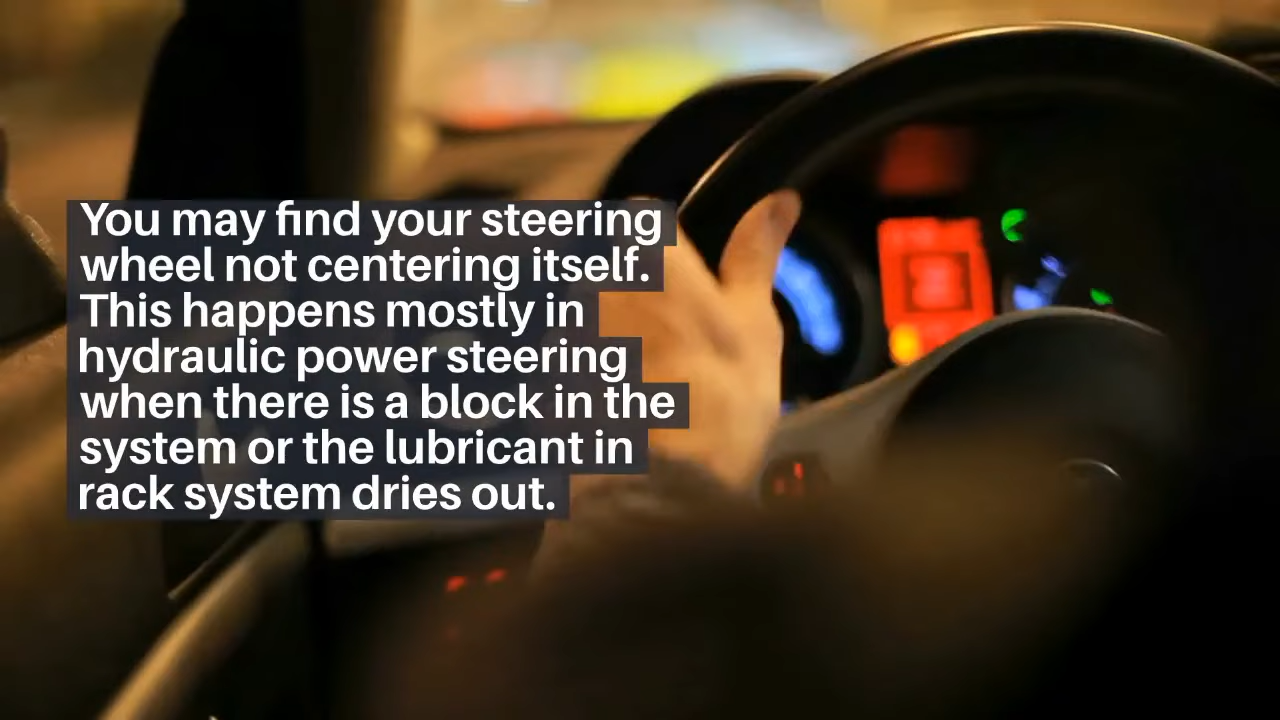 You may find your steering
wheel not centering itself.
This happens mostly in
hydraulic power steering
when there is a block in the
system or the lubricant in
rack system dries out.